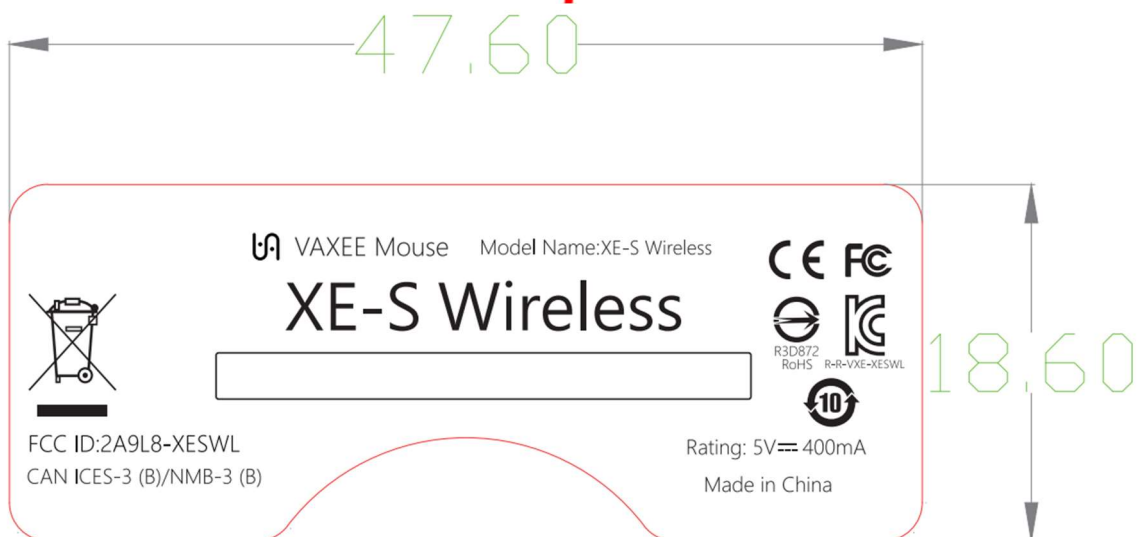 47.60
VAXEE Mouse
Model Name:XE-S Wireless
XE-S Wireless
CE FC
R3D872
RoHS
R-R-VXE-XESWL
10
18.60
FCC ID:2A9L8-XESWL
CAN ICES-3 (B)/NMB-3 (B)
Rating: 5V⎓400mA
Made in China